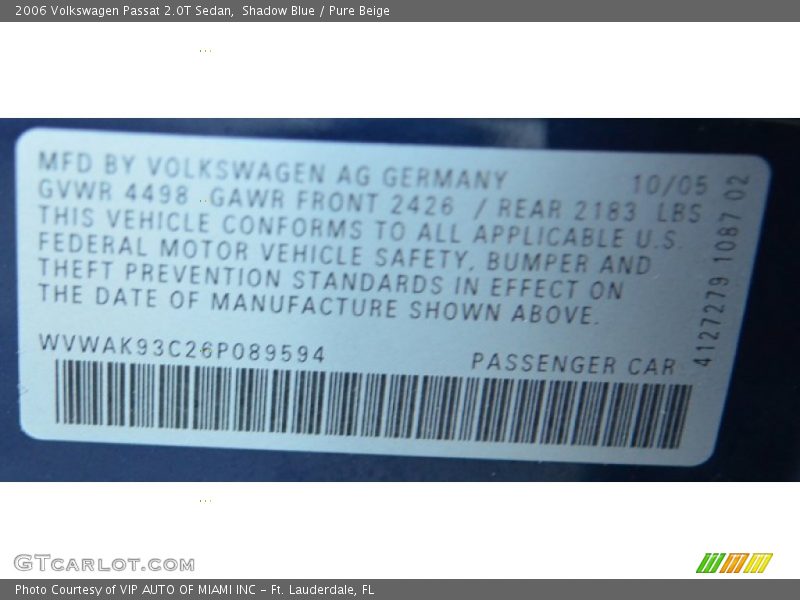 2006 Volkswagen Passat 2.0T Sedan, Shadow Blue / Pure Beige
MFD BY VOLKSWAGEN AG GERMANY 10/05
GVWR 4498 GAWR FRONT 2426 / REAR 2183 LBS
THIS VEHICLE CONFORMS TO ALL APPLICABLE U.S.
FEDERAL MOTOR VEHICLE SAFETY, BUMPER AND
THEFT PREVENTION STANDARDS IN EFFECT ON
THE DATE OF MANUFACTURE SHOWN ABOVE.
WVWAK93C26P089594 PASSENGER CAR
4127279 1087 02
GTCARLOT.COM
Photo Courtesy of VIP AUTO OF MIAMI INC - Ft. Lauderdale, FL